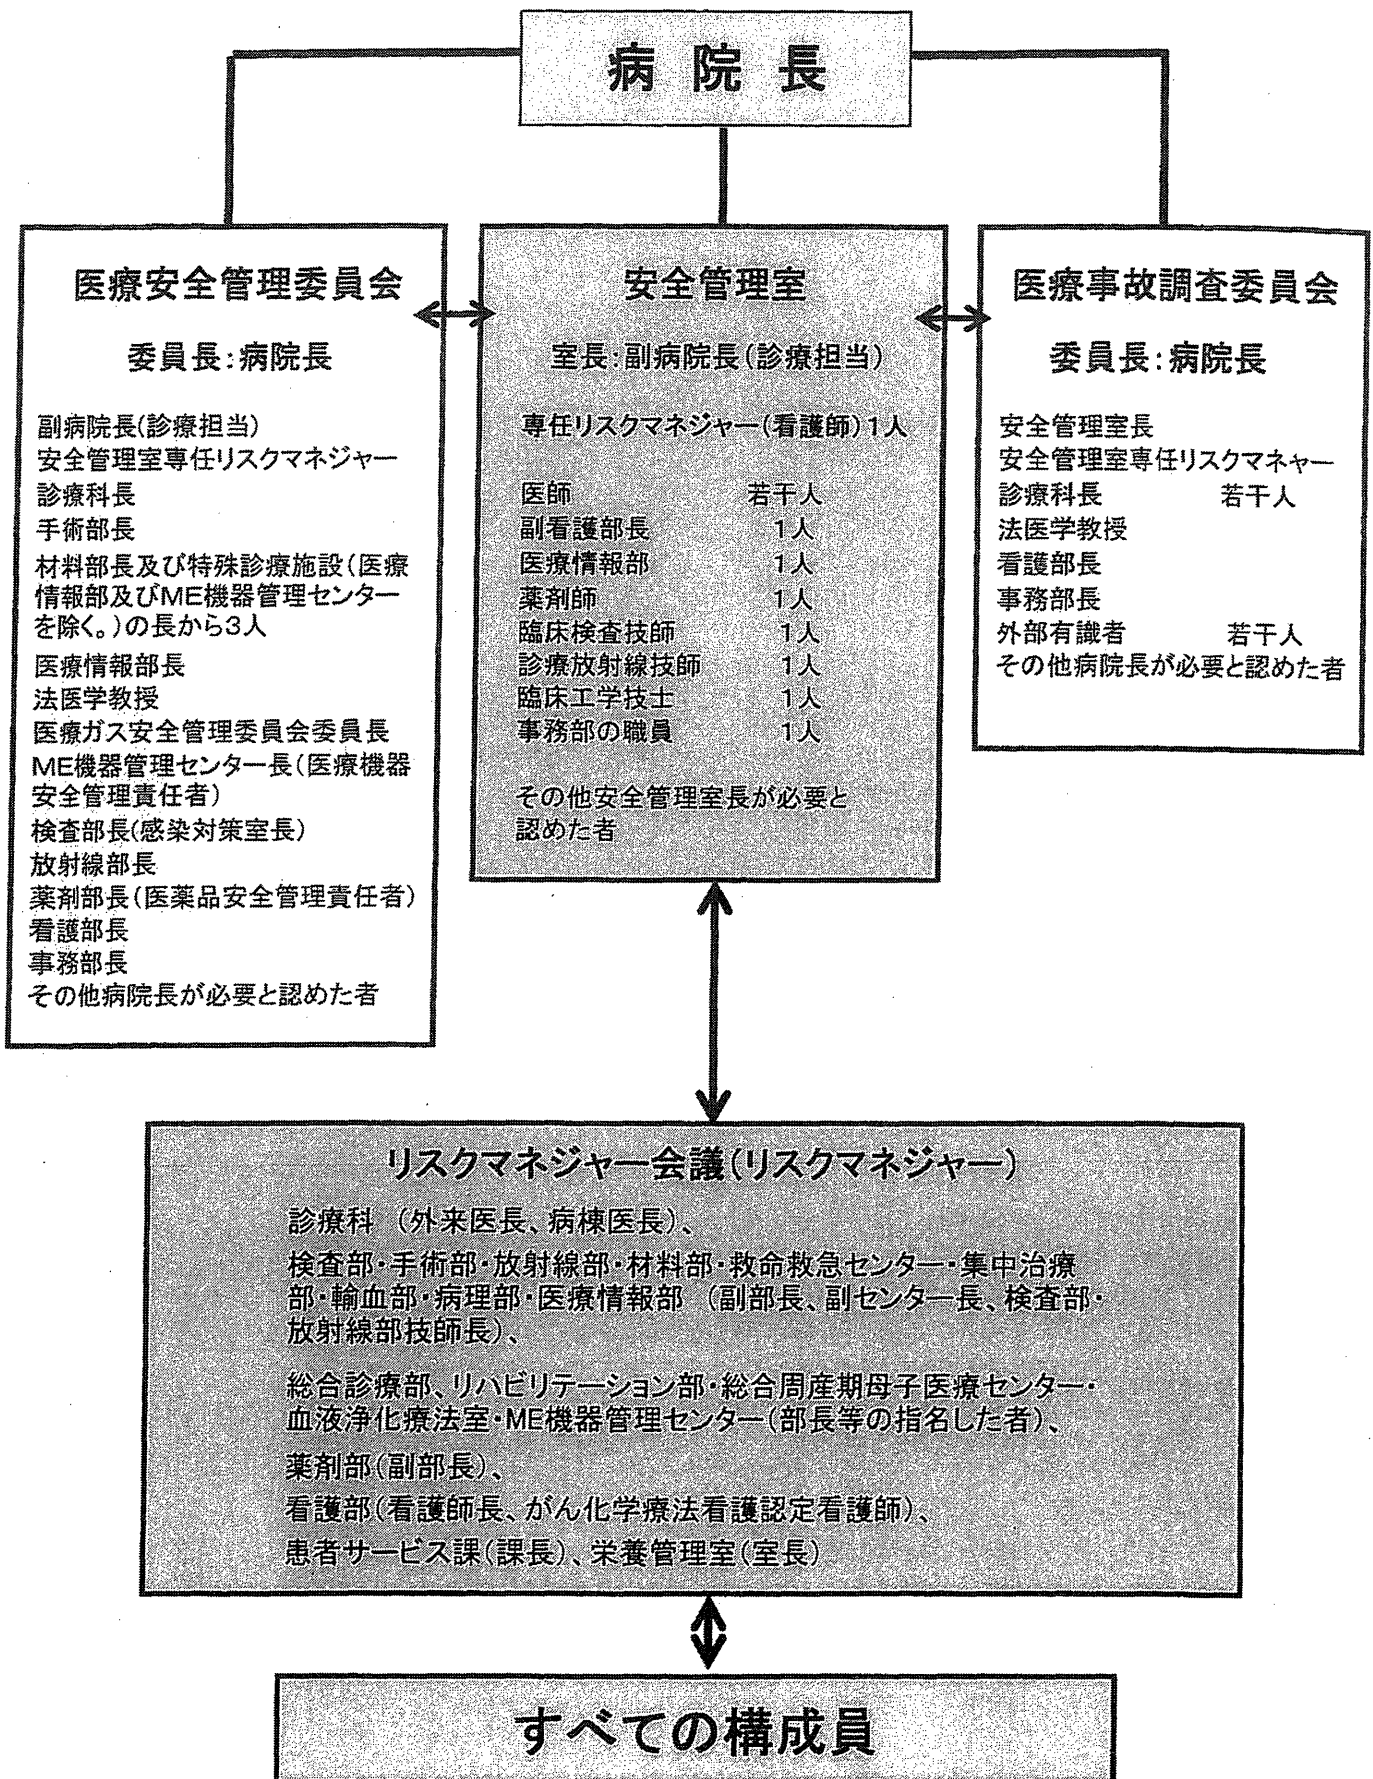 病院長
医療安全管理委員会
委員長:病院長
副病院長(診療担当)
安全管理室専任リスクマネジャー
診療科長
手術部長
材料部長及び特殊診療施設(医療
情報部及びME機器管理センター
を除く。)の長から3人
医療情報部長
法医学教授
医療ガス安全管理委員会委員長
ME機器管理センター長(医療機器
安全管理責任者)
検査部長(感染対策室長)
放射線部長
薬剤部長(医薬品安全管理責任者)
看護部長
事務部長
その他病院長が必要と認めた者
安全管理室
室長:副病院長(診療担当)
専任リスクマネジャー(看護師)1人
医師 若干人
副看護部長 1人
医療情報部 1人
薬剤師 1人
臨床検査技師 1人
診療放射線技師 1人
臨床工学技士 1人
事務部の職員 1人
その他安全管理室長が必要と
認めた者
医療事故調査委員会
委員長:病院長
安全管理室長
安全管理室専任リスクマネャー
診療科長 若干人
法医学教授
看護部長
事務部長
外部有識者 若干人
その他病院長が必要と認めた者
リスクマネジャー会議(リスクマネジャー)
診療科 (外来医長、病棟医長)、
検査部・手術部・放射線部・材料部・救命救急センター・集中治療
部・輸血部・病理部・医療情報部 (副部長、副センター長、検査部・
放射線部技師長)、
総合診療部、リハビリテーション部・総合周産期母子医療センター・
血液浄化療法室・ME機器管理センター(部長等の指名した者)、
薬剤部(副部長)、
看護部(看護師長、がん化学療法看護認定看護師)、
患者サービス課(課長)、栄養管理室(室長)
すべての構成員